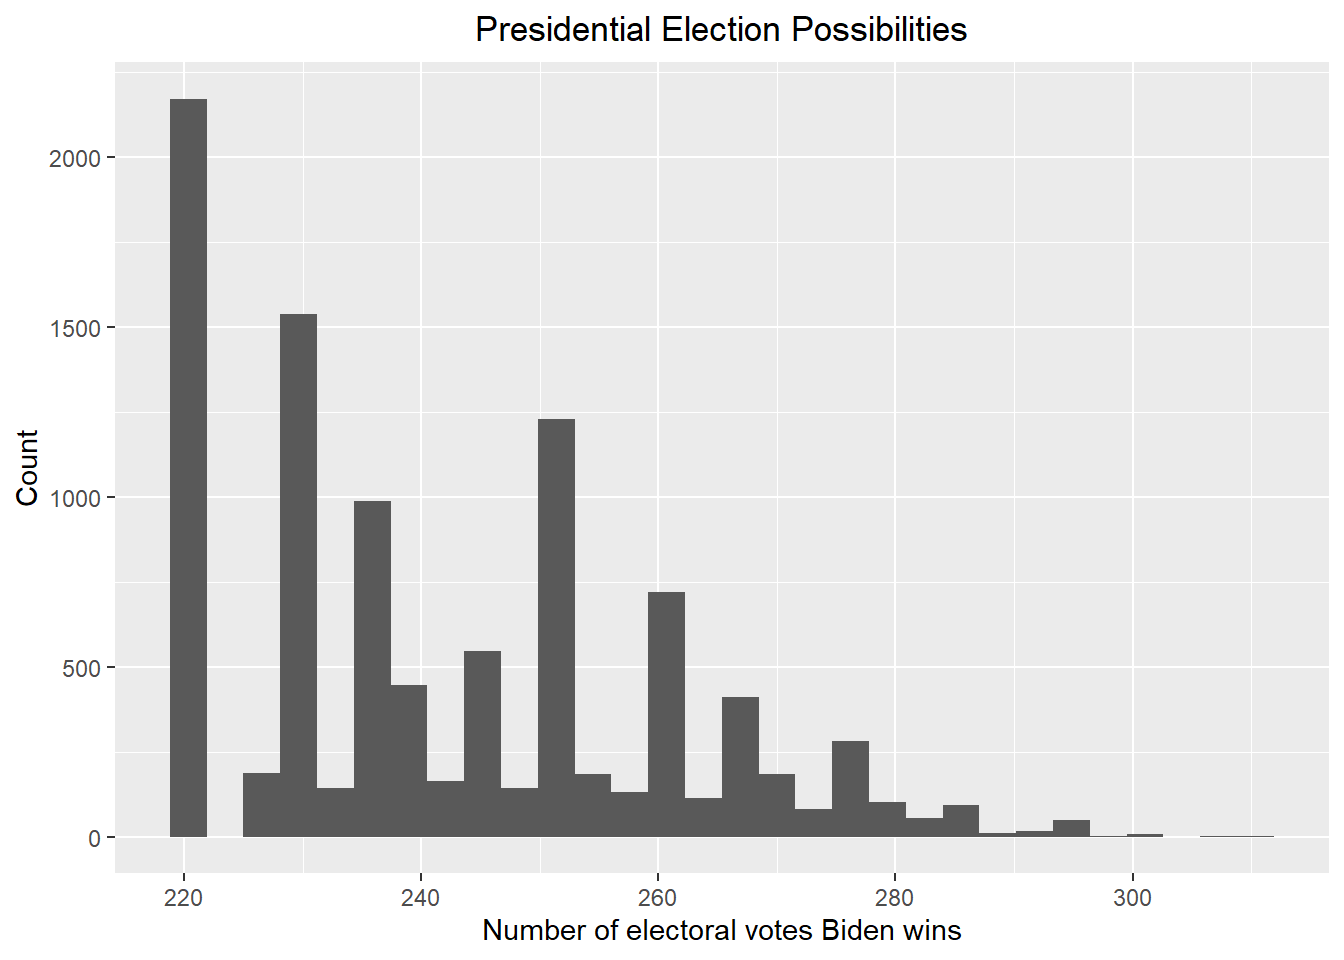 Presidential Election Possibilities
2000
1500
1000
500
0
Count
220 240 260 280 300
Number of electoral votes Biden wins